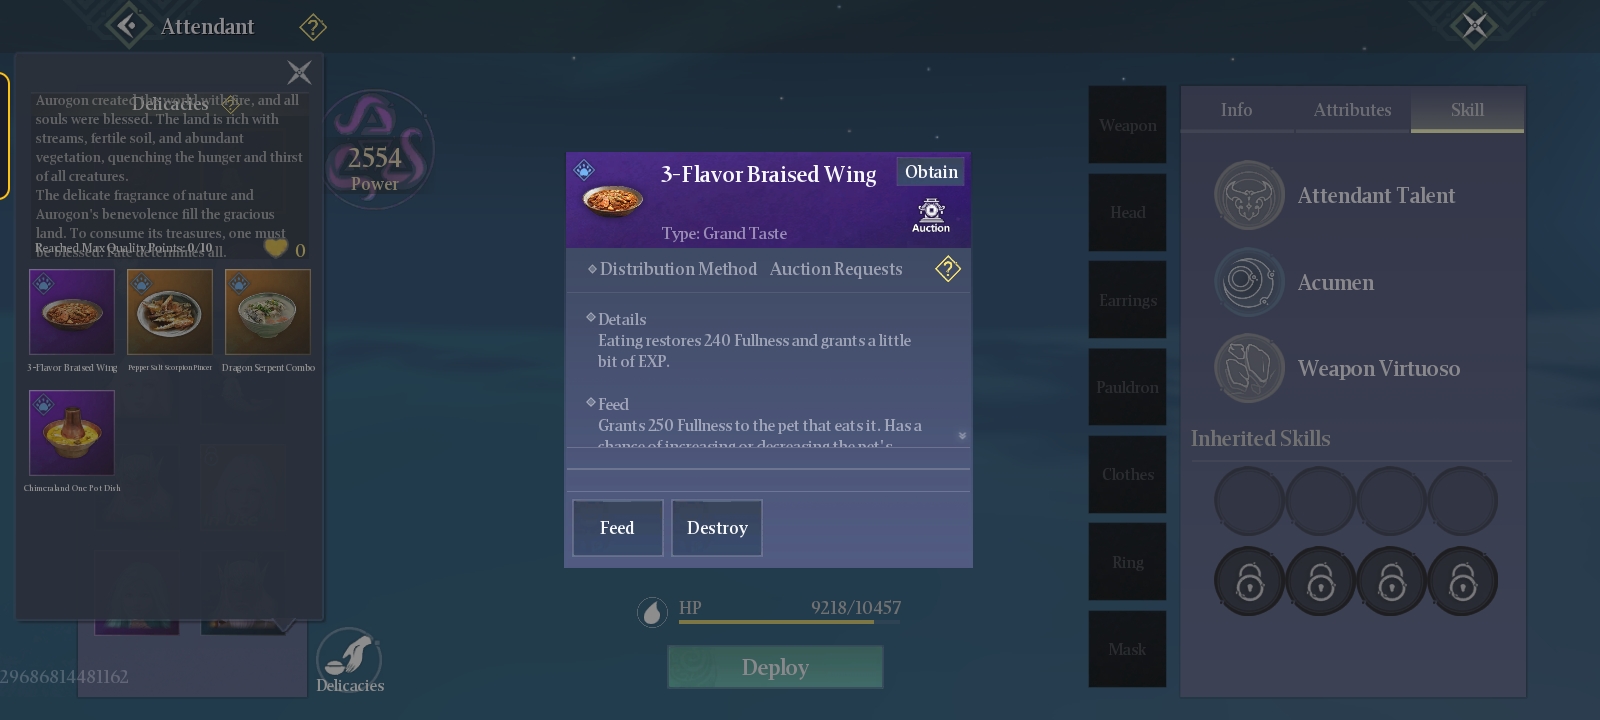 Attendant
Delicacies
Aurogon created the world with fire, and all
souls were blessed. The land is rich with
streams, fertile soil, and abundant
vegetation, quenching the hunger and thirst
of all creatures.
The delicate fragrance of nature and
Aurogon's benevolence fill the gracious
land. To consume its treasures, one must
be blessed. Fate determines all.
Reached Max Quality Points: 0/10
0
3-Flavor Braised Wing
Pepper Salt Scorpion Pincer
Dragon Serpent Combo
Chimeraland One Pot Dish
29686814481162
Delicacies
2554
Power
3-Flavor Braised Wing
Obtain
Auction
Type: Grand Taste
Distribution Method Auction Requests
Details
Eating restores 240 Fullness and grants a little
bit of EXP.
Feed
Grants 250 Fullness to the pet that eats it. Has a
chance of increasing or decreasing the pet's
Feed
Destroy
HP
9218/10457
Deploy
Weapon
Head
Earrings
Pauldron
Clothes
Ring
Mask
Info
Attributes
Skill
Attendant Talent
Acumen
Weapon Virtuoso
Inherited Skills